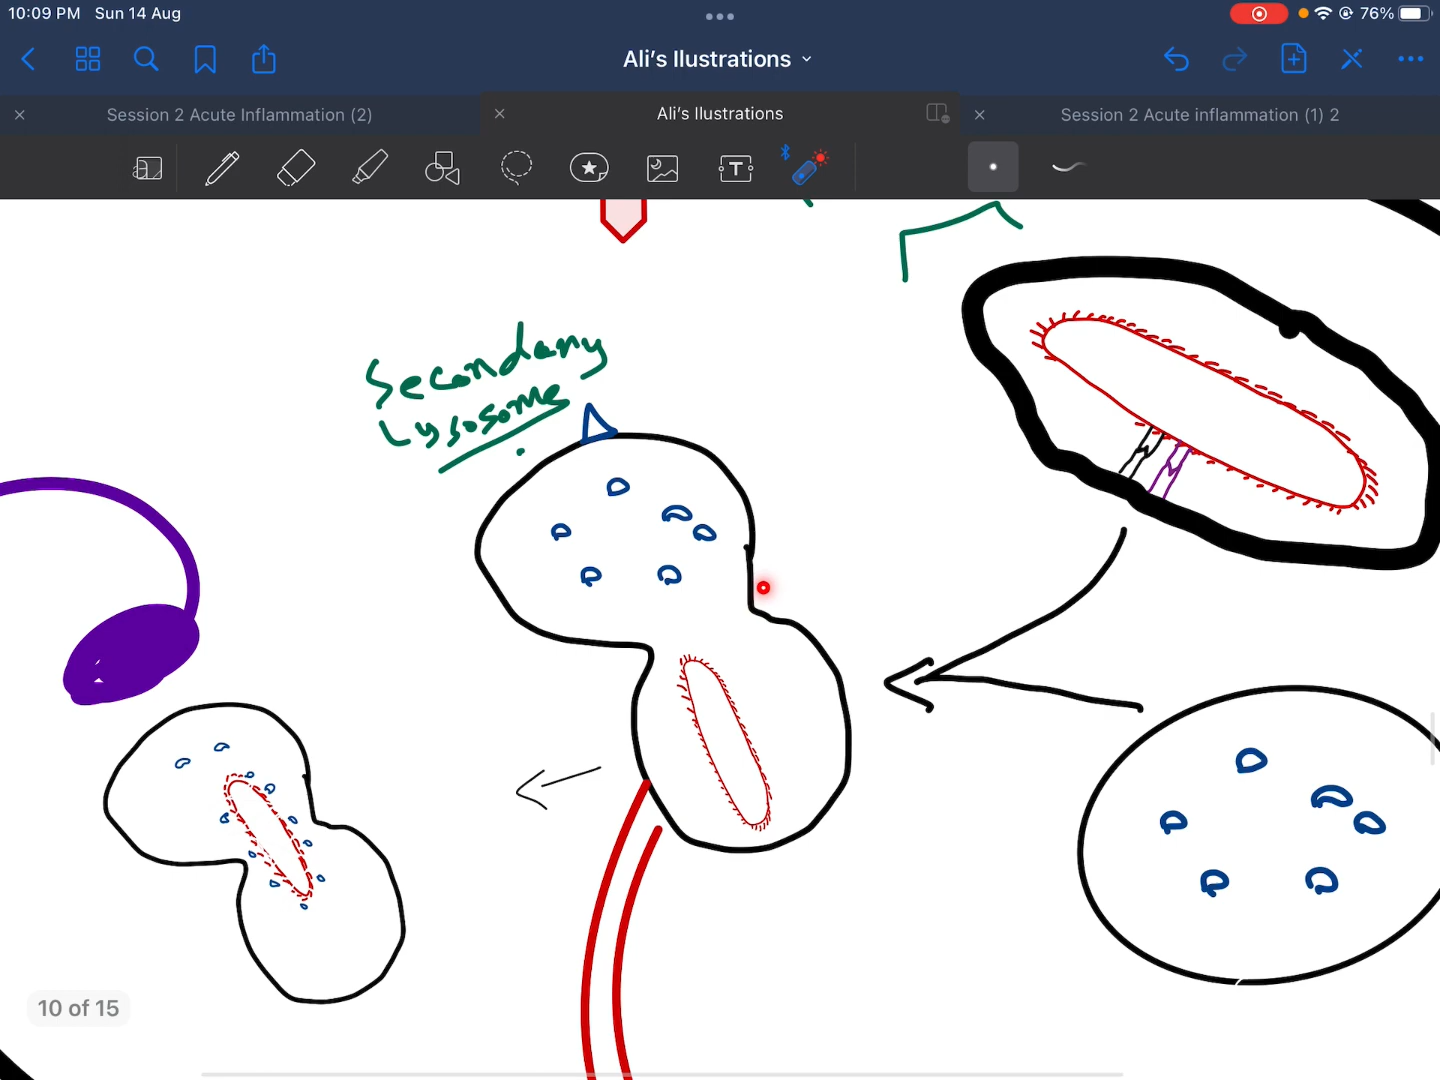 10:09 PM Sun 14 Aug
76%
Ali's Ilustrations
Session 2 Acute Inflammation (2)
Ali's Ilustrations
Session 2 Acute inflammation (1) 2
T
Secondary
Lysosome
10 of 15